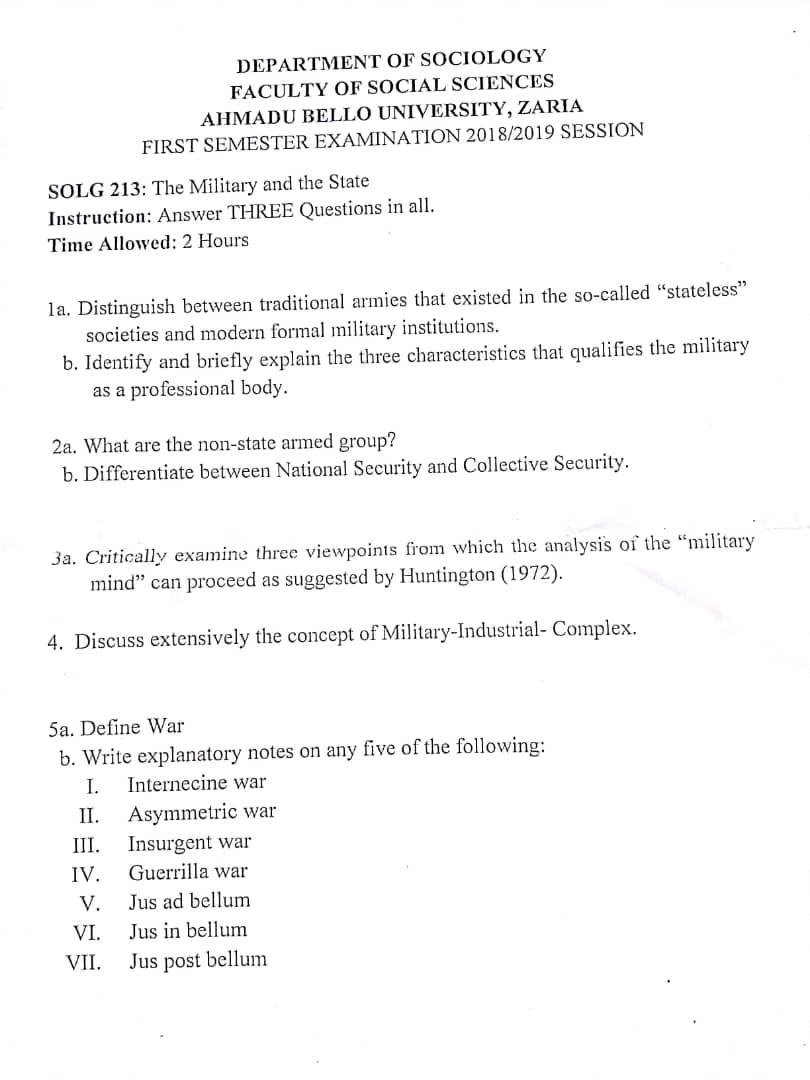 DEPARTMENT OF SOCIOLOGY
FACULTY OF SOCIAL SCIENCES
AHMADU BELLO UNIVERSITY, ZARIA
FIRST SEMESTER EXAMINATION 2018/2019 SESSION
SOLG 213: The Military and the State
Instruction: Answer THREE Questions in all.
Time Allowed: 2 Hours
1a. Distinguish between traditional armies that existed in the so-called “stateless”
societies and modern formal military institutions.
b. Identify and briefly explain the three characteristics that qualifies the military
as a professional body.
2a. What are the non-state armed group?
b. Differentiate between National Security and Collective Security.
3a. Critically examine three viewpoints from which the analysis of the “military
mind” can proceed as suggested by Huntington (1972).
4. Discuss extensively the concept of Military-Industrial- Complex.
5a. Define War
b. Write explanatory notes on any five of the following:
I. Internecine war
II. Asymmetric war
III. Insurgent war
IV. Guerrilla war
V. Jus ad bellum
VI. Jus in bellum
VII. Jus post bellum